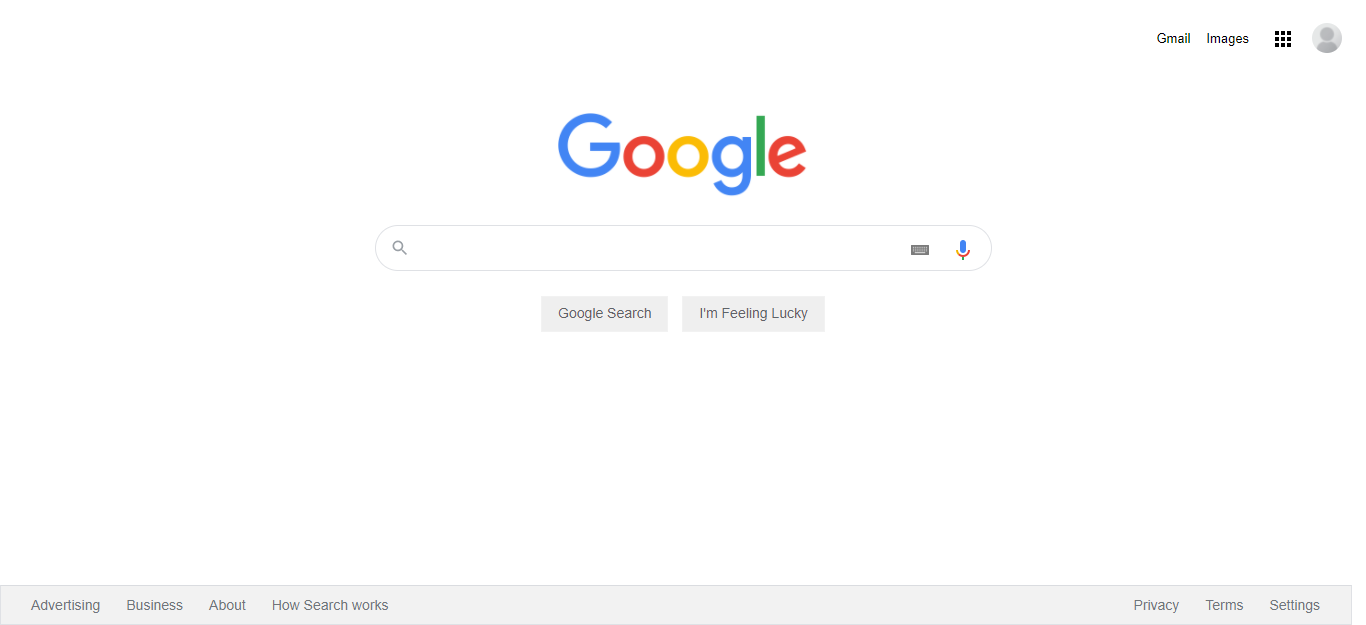 Gmail Images
Google
Google Search I'm Feeling Lucky
Advertising Business About How Search works Privacy Terms Settings